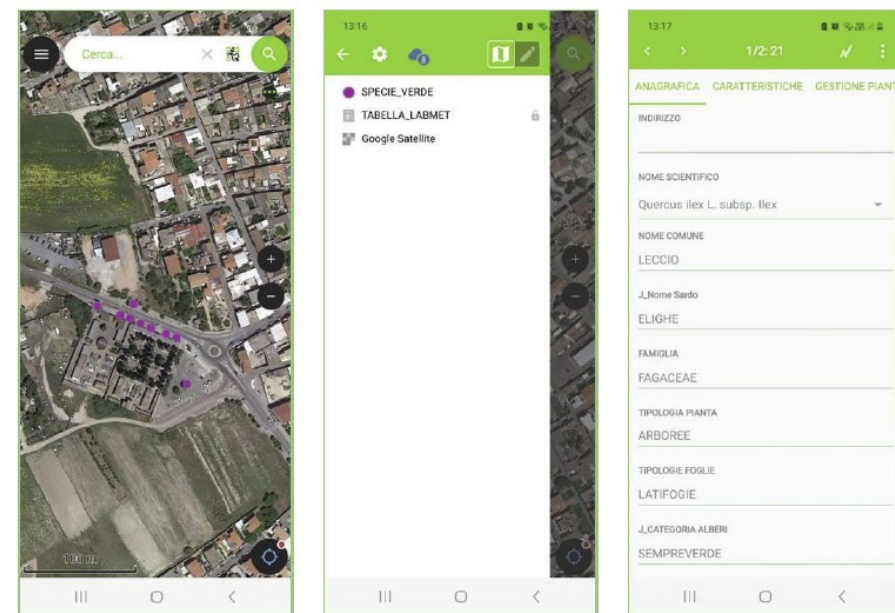 Cerca...
100 m
13:16
8
SPECIE_VERDE
TABELLA_LABMET
Google Satellite
13:17
1/2: 21
ANAGRAFICA CARATTERISTICHE GESTIONE PIANT
INDIRIZZO
NOME SCIENTIFICO
Quercus ilex L. subsp. Ilex
NOME COMUNE
LECCIO
J_Nome Sardo
ELIGHE
FAMIGLIA
FAGACEAE
TIPOLOGIA PIANTA
ARBOREE
TIPOLOGIE FOGLIE
LATIFOGIE
J_CATEGORIA ALBERI
SEMPREVERDE